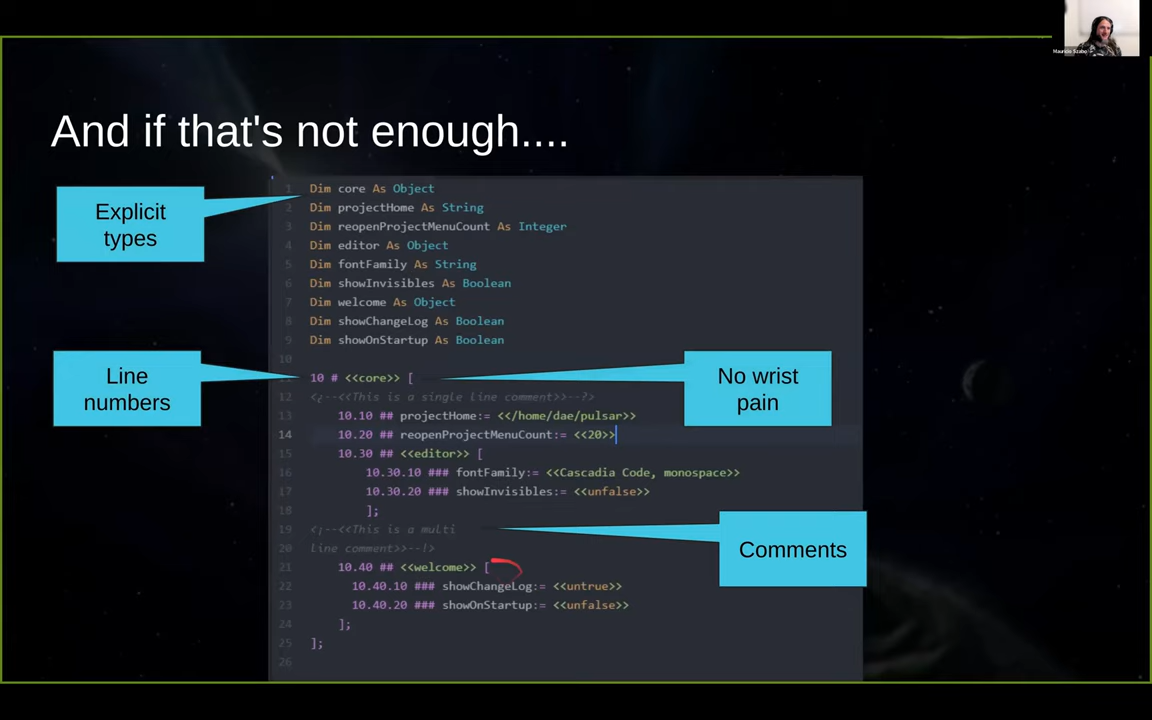 Mauricio Szabo
And if that's not enough....
Explicit
types
Line
numbers
No wrist
pain
Comments
1 Dim core As Object
2 Dim projectHome As String
3 Dim reopenProjectMenuCount As Integer
4 Dim editor As Object
5 Dim fontFamily As String
6 Dim showInvisibles As Boolean
7 Dim welcome As Object
8 Dim showChangeLog As Boolean
9 Dim showOnStartup As Boolean
10
11 10 # <<core>> [
12 <¿--<<This is a single line comment>>--?>
13 10.10 ## projectHome:= <</home/dae/pulsar>>
14 10.20 ## reopenProjectMenuCount:= <<20>>
15 10.30 ## <<editor>> [
16 10.30.10 ### fontFamily:= <<Cascadia Code, monospace>>
17 10.30.20 ### showInvisibles:= <<unfalse>>
18 ];
19 <¡--<<This is a multi
20 line comment>>--!>
21 10.40 ## <<welcome>> [
22 10.40.10 ### showChangeLog:= <<untrue>>
23 10.40.20 ### showOnStartup:= <<unfalse>>
24 ];
25 ];
26